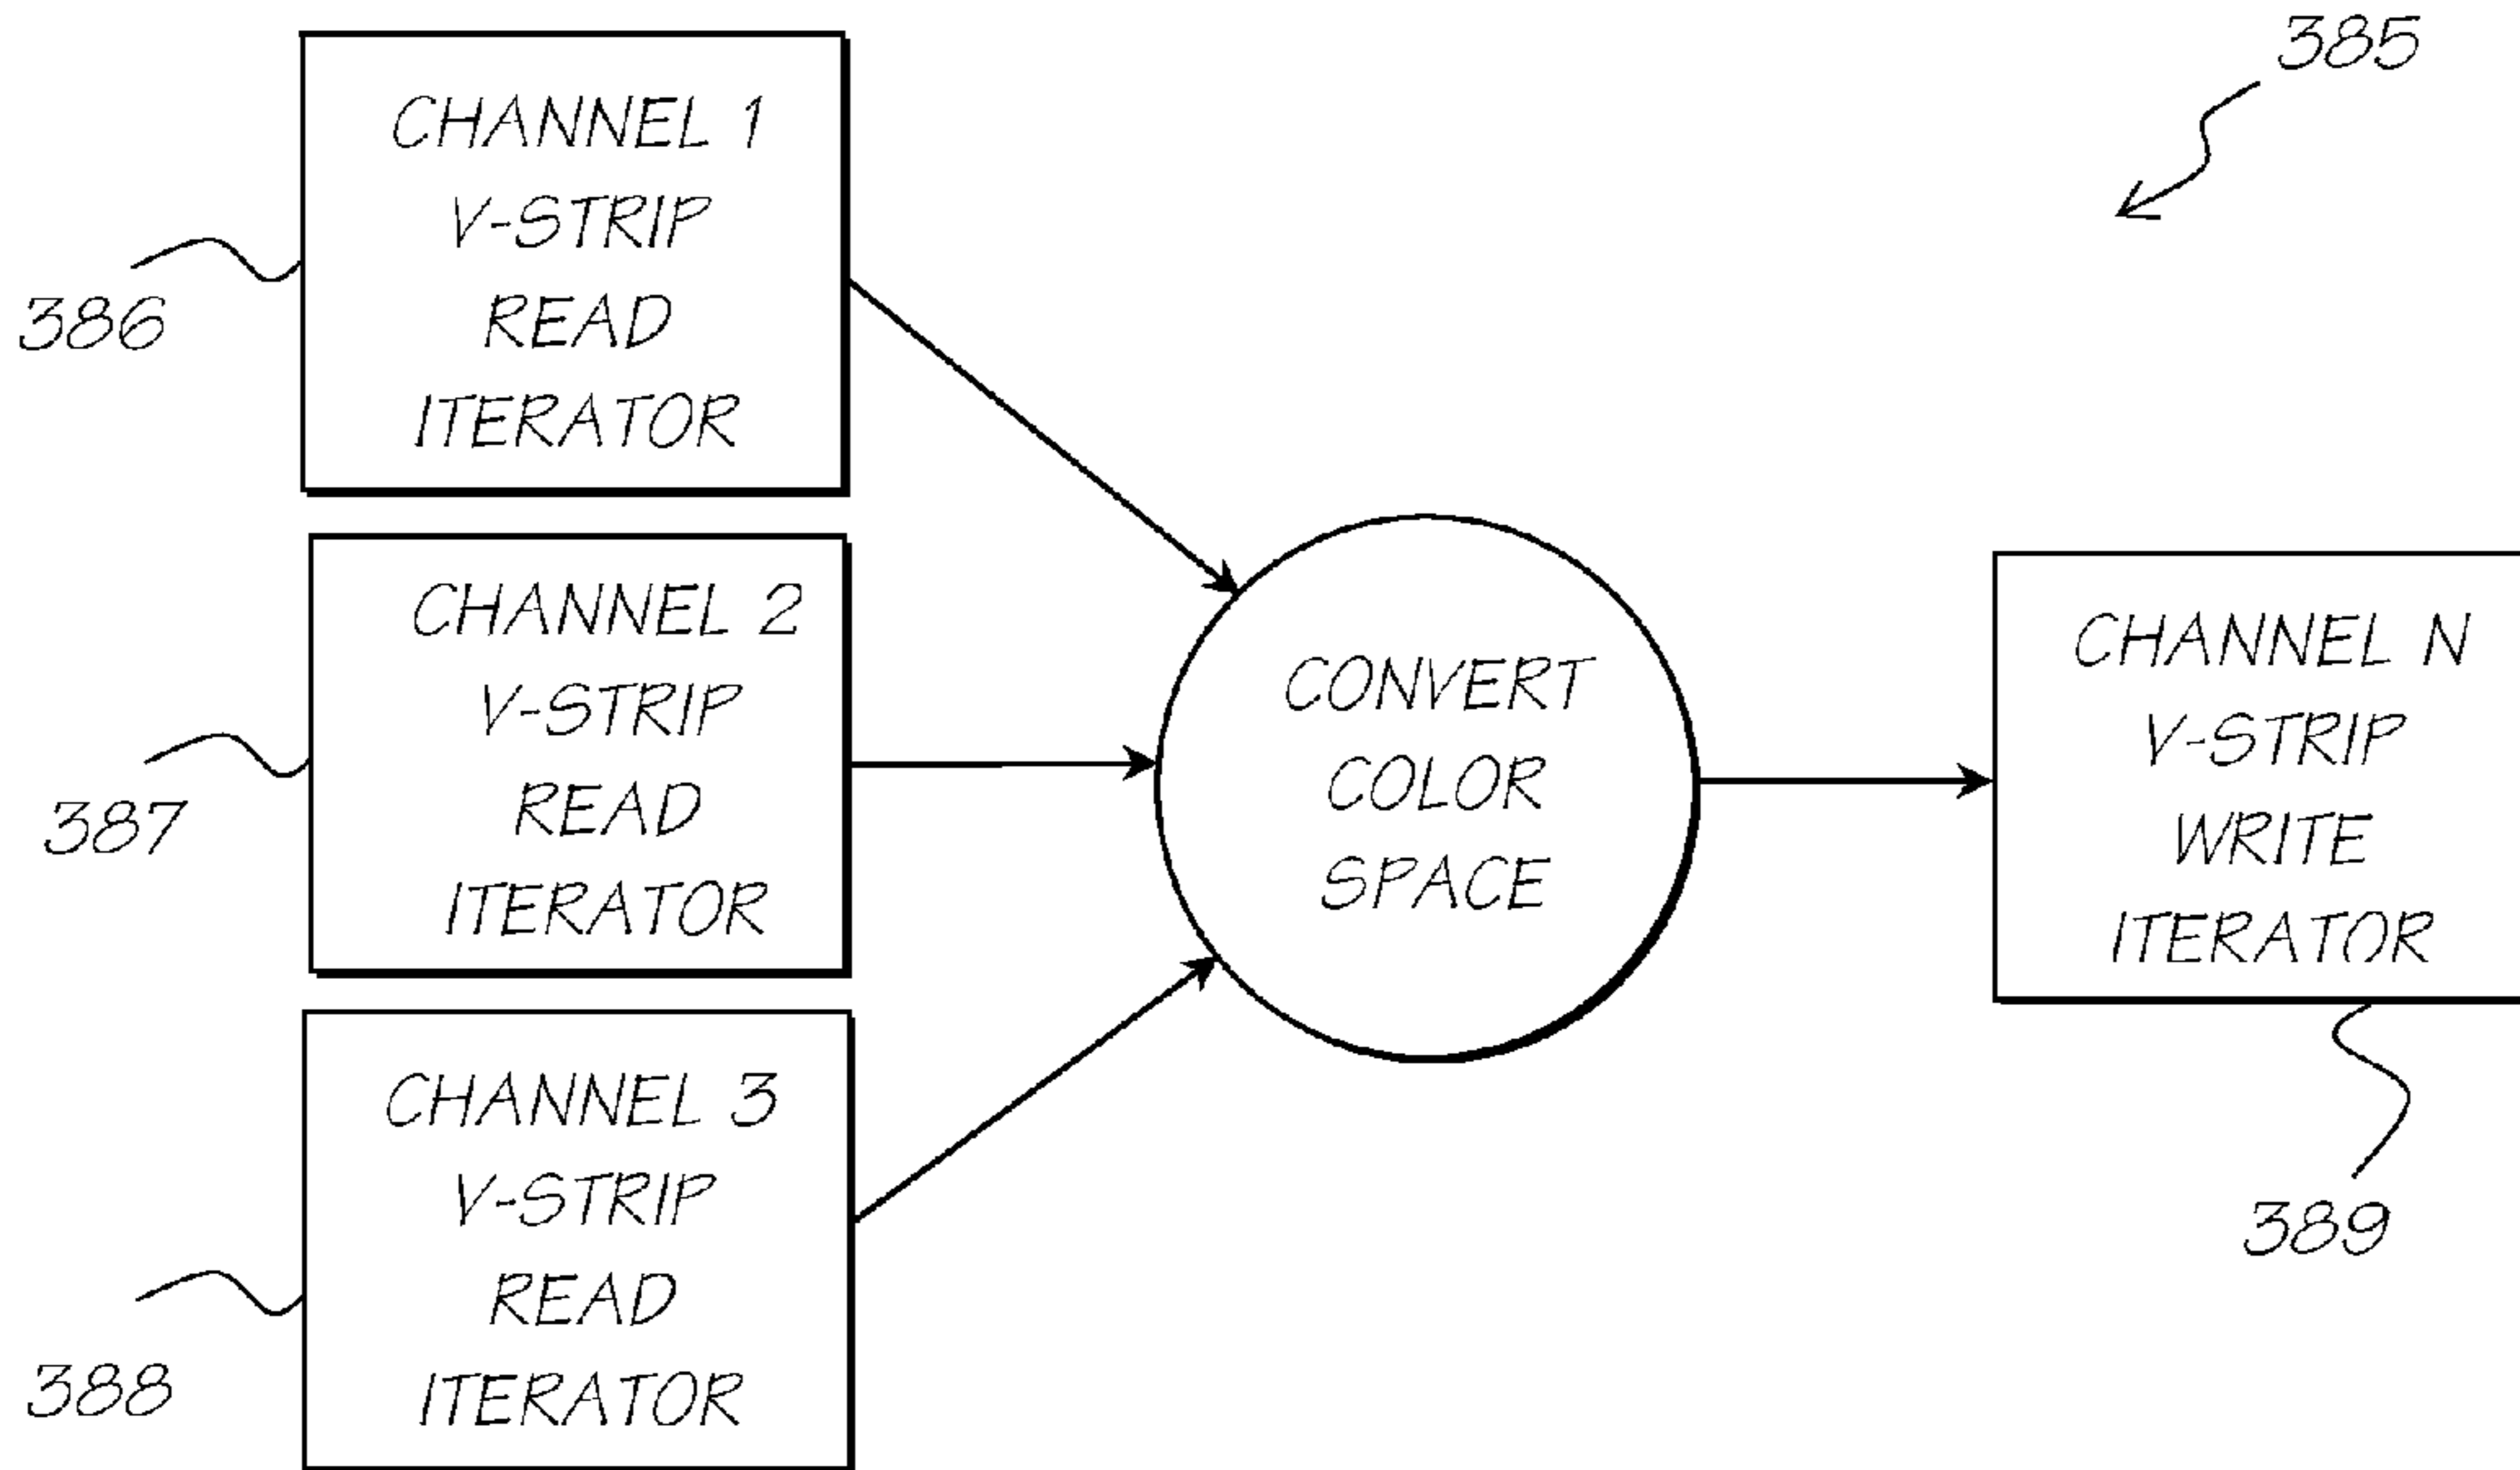 385
CHANNEL 1
V-STRIP
READ
ITERATOR
386
CHANNEL 2
V-STRIP
READ
ITERATOR
387
CHANNEL 3
V-STRIP
READ
ITERATOR
388
CONVERT
COLOR
SPACE
CHANNEL N
V-STRIP
WRITE
ITERATOR
389